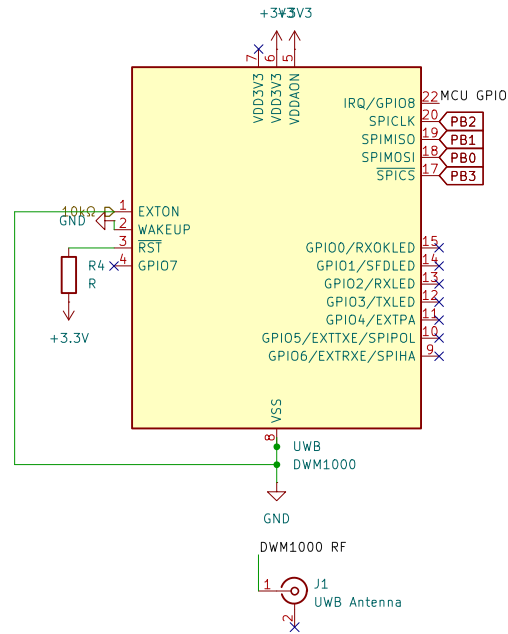 +3V3
+3V3
7
6
5
VDD3V3
VDD3V3
VDDAON
IRQ/GPIO8
22
MCU GPIO
SPICLK
20
PB2
SPIMISO
19
PB1
SPIMOSI
18
PB0
SPICS
17
PB3
10kΩ
1
EXTON
GND
2
WAKEUP
3
RST
4
GPIO7
R4
R
+3.3V
GPIO0/RXOKLED
15
GPIO1/SFDLED
14
GPIO2/RXLED
13
GPIO3/TXLED
12
GPIO4/EXTPA
11
GPIO5/EXTTXE/SPIPOL
10
GPIO6/EXTRXE/SPIHA
9
VSS
8
UWB
DWM1000
GND
DWM1000 RF
1
J1
UWB Antenna
2